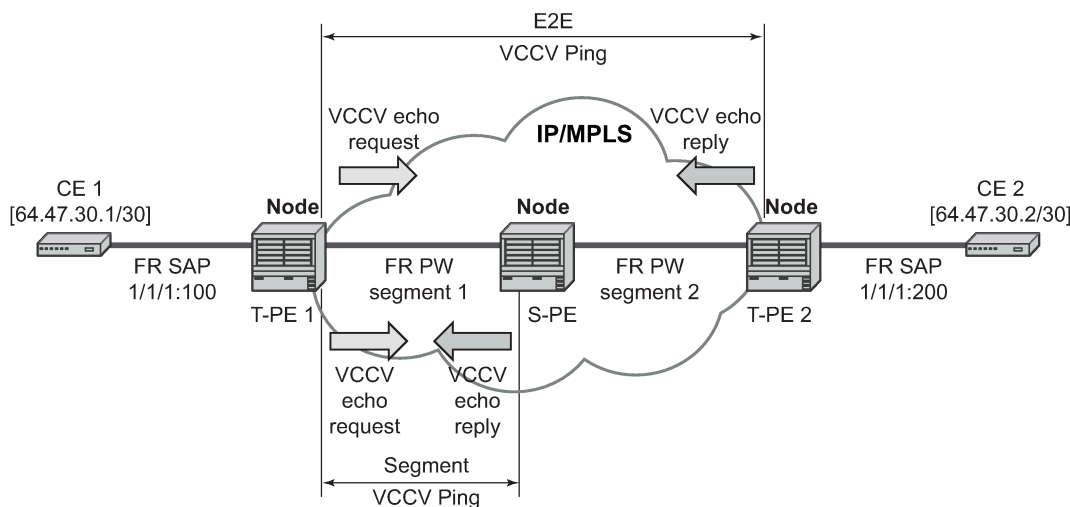 E2E
VCCV Ping
VCCV echo
request
IP/MPLS
VCCV echo
reply
CE 1
[64.47.30.1/30]
Node
Node
Node
CE 2
[64.47.30.2/30]
FR SAP
1/1/1:100
FR PW
segment 1
FR PW
segment 2
FR SAP
1/1/1:200
T-PE 1
S-PE
T-PE 2
VCCV
echo
request
VCCV
echo
reply
Segment
VCCV Ping